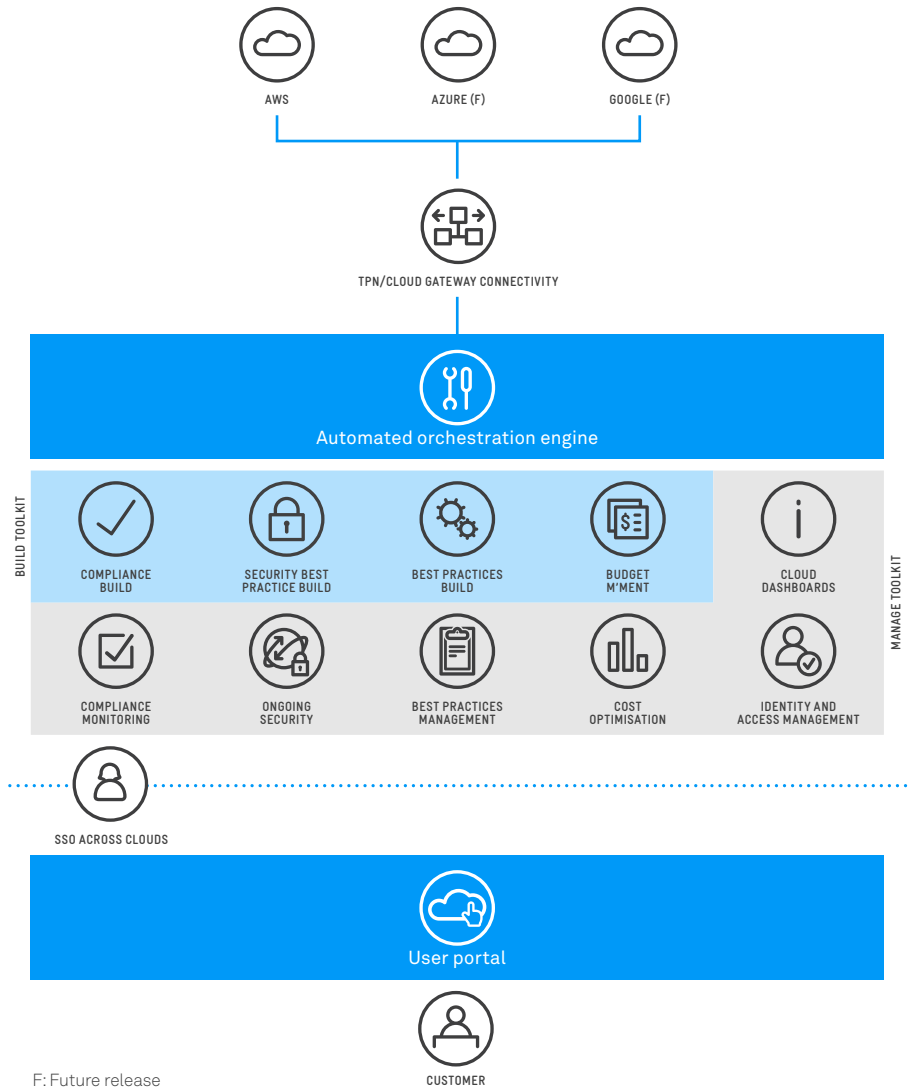 AWS
AZURE (F)
GOOGLE (F)
TPN/CLOUD GATEWAY CONNECTIVITY
Automated orchestration engine
BUILD TOOLKIT
COMPLIANCE
BUILD
SECURITY BEST
PRACTICE BUILD
BEST PRACTICES
BUILD
$
BUDGET
M'MENT
i
CLOUD
DASHBOARDS
MANAGE TOOLKIT
COMPLIANCE
MONITORING
ONGOING
SECURITY
BEST PRACTICES
MANAGEMENT
COST
OPTIMISATION
IDENTITY AND
ACCESS MANAGEMENT
SSO ACROSS CLOUDS
User portal
CUSTOMER
F: Future release